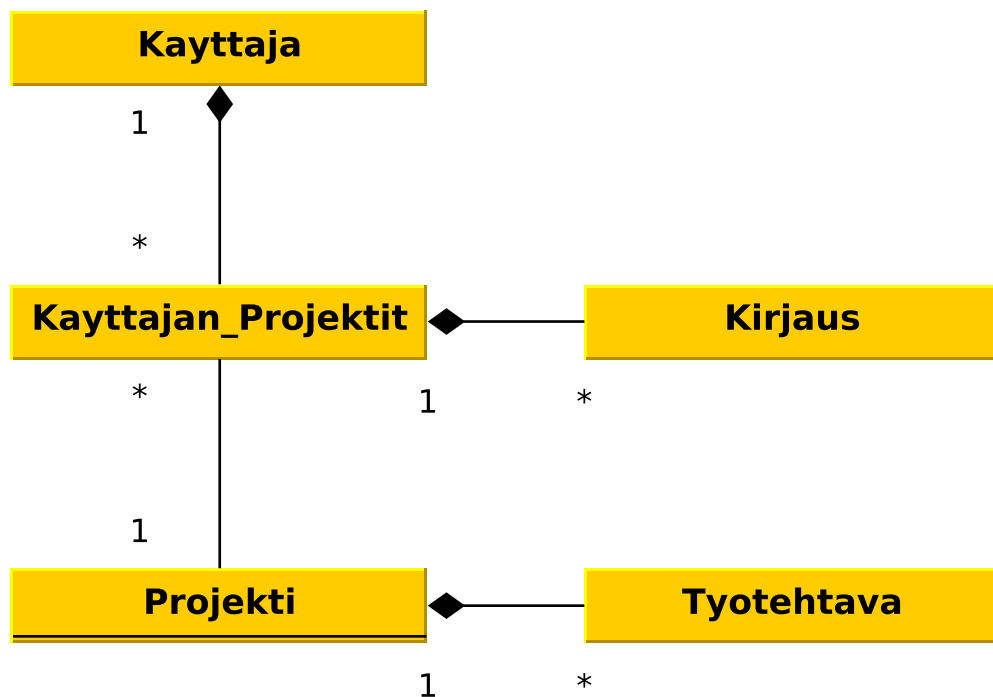 Kayttaja
1
*
Kayttajan_Projektit
Kirjaus
*
1
*
1
Projekti
Tyotehtava
1
*